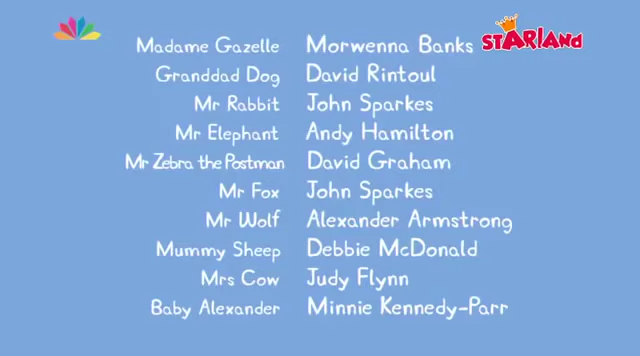 STARLAND
Madame Gazelle Morwenna Banks
Granddad Dog David Rintoul
Mr Rabbit John Sparkes
Mr Elephant Andy Hamilton
Mr Zebra the Postman David Graham
Mr Fox John Sparkes
Mr Wolf Alexander Armstrong
Mummy Sheep Debbie McDonald
Mrs Cow Judy Flynn
Baby Alexander Minnie Kennedy-Parr